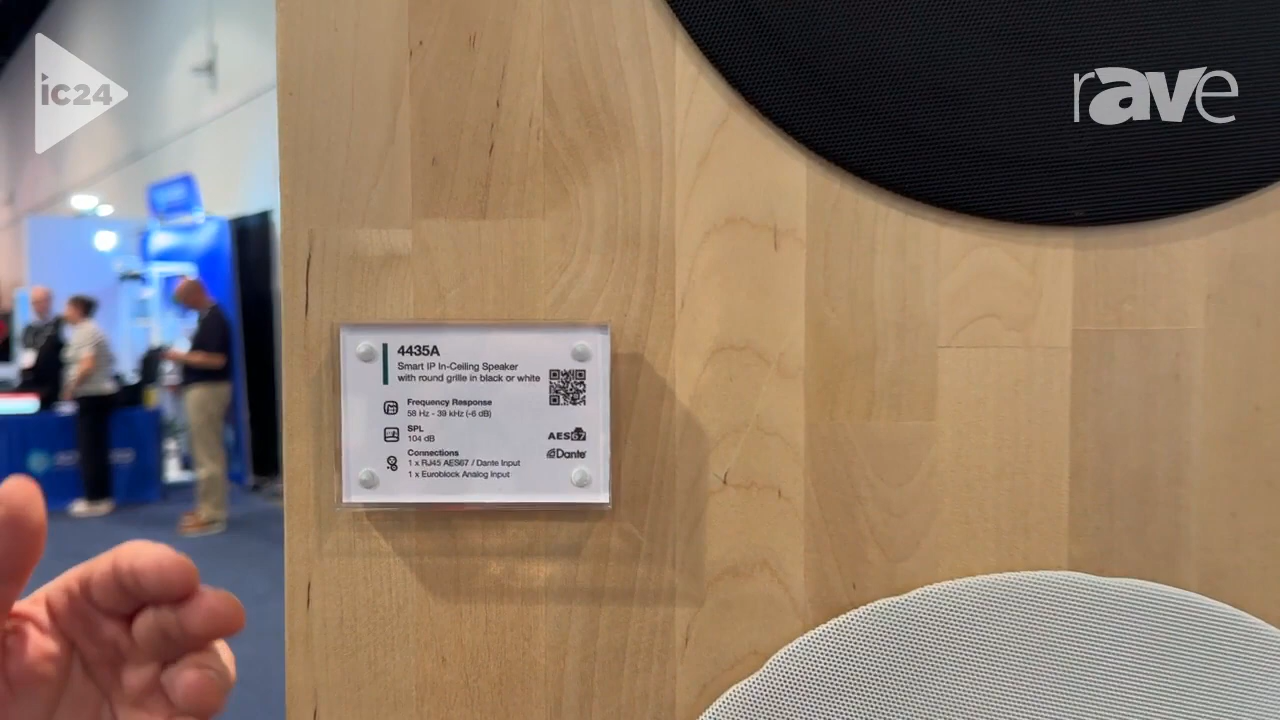 ic24
rave
4435A
Smart IP In-Ceiling Speaker
with round grille in black or white
Frequency Response
58 Hz - 39 kHz (-6 dB)
SPL
104 dB
Connections
1 x RJ45 AES67 / Dante Input
1 x Euroblock Analog Input
AES67
Dante